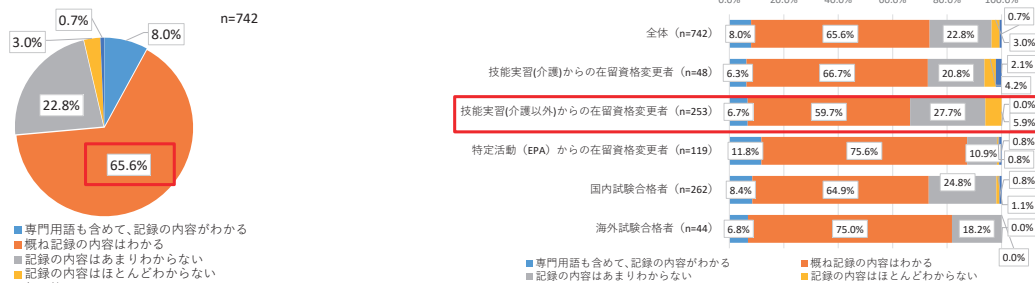 n=742
0.7%
8.0%
3.0%
22.8%
65.6%
専門用語も含めて、記録の内容がわかる
概ね記録の内容はわかる
記録の内容はあまりわからない
記録の内容はほとんどわからない
0.0% 20.0% 40.0% 60.0% 80.0% 100.0%
全体（n=742） 8.0% 65.6% 22.8% 0.7% 3.0%
技能実習(介護)からの在留資格変更者（n=48） 6.3% 66.7% 20.8% 2.1% 4.2%
技能実習(介護以外)からの在留資格変更者（n=253） 6.7% 59.7% 27.7% 0.0% 5.9%
特定活動（EPA）からの在留資格変更者（n=119） 11.8% 75.6% 10.9% 0.8% 0.8%
国内試験合格者（n=262） 8.4% 64.9% 24.8% 0.8% 1.1%
海外試験合格者（n=44） 6.8% 75.0% 18.2% 0.0% 0.0%
専門用語も含めて、記録の内容がわかる 概ね記録の内容はわかる
記録の内容はあまりわからない 記録の内容はほとんどわからない